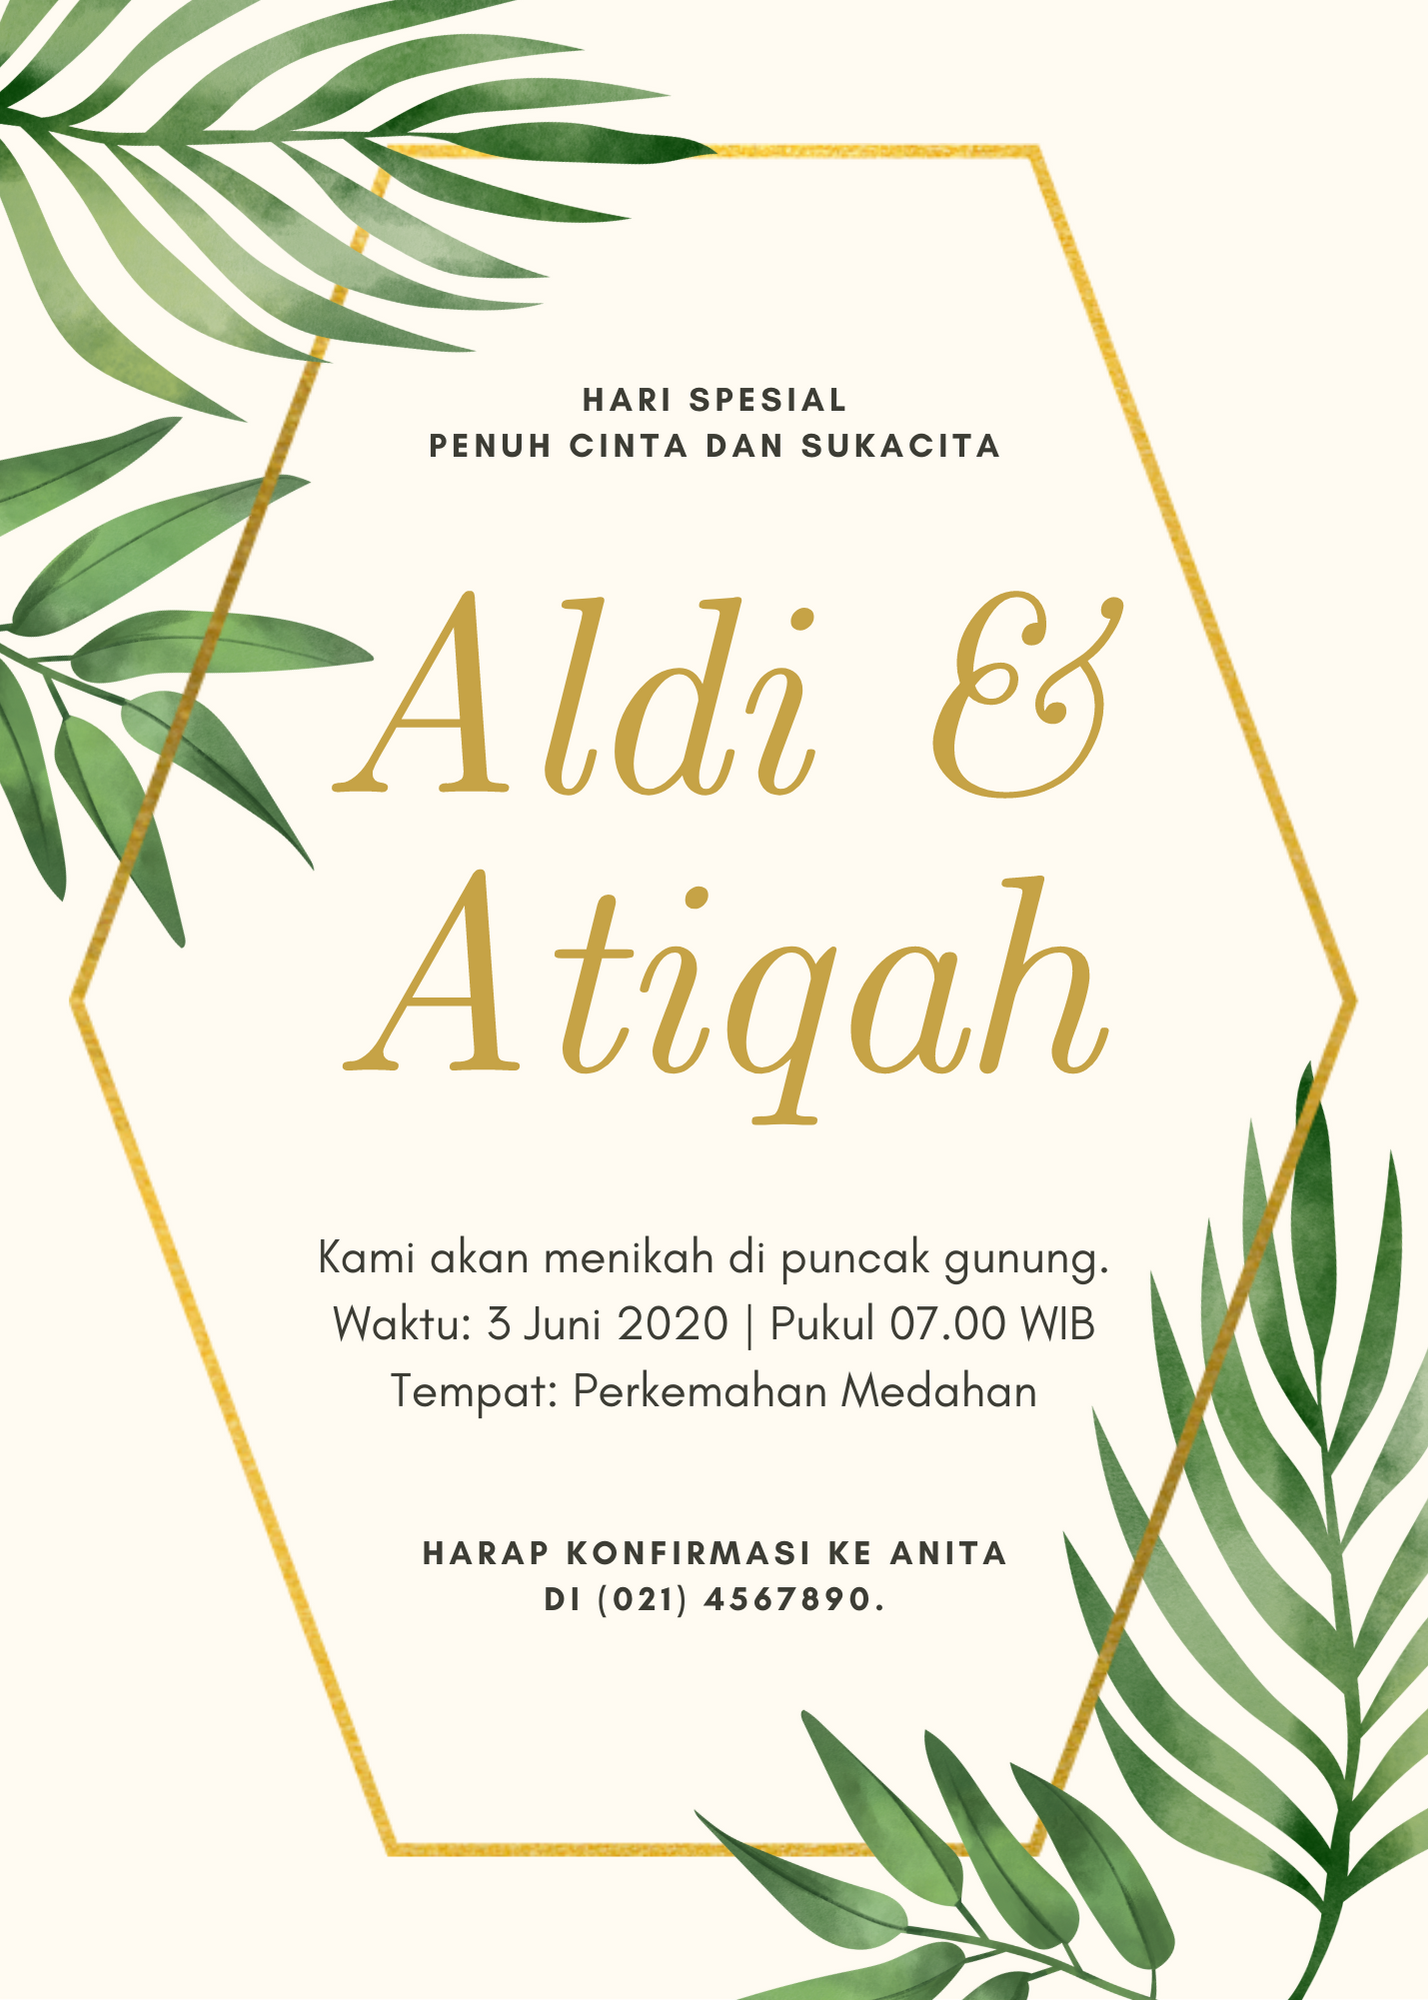 HARI SPESIAL
PENUH CINTA DAN SUKACITA
Aldi &
Atiqah
Kami akan menikah di puncak gunung.
Waktu: 3 Juni 2020 | Pukul 07.00 WIB
Tempat: Perkemahan Medahan
HARAP KONFIRMASI KE ANITA
DI (021) 4567890.